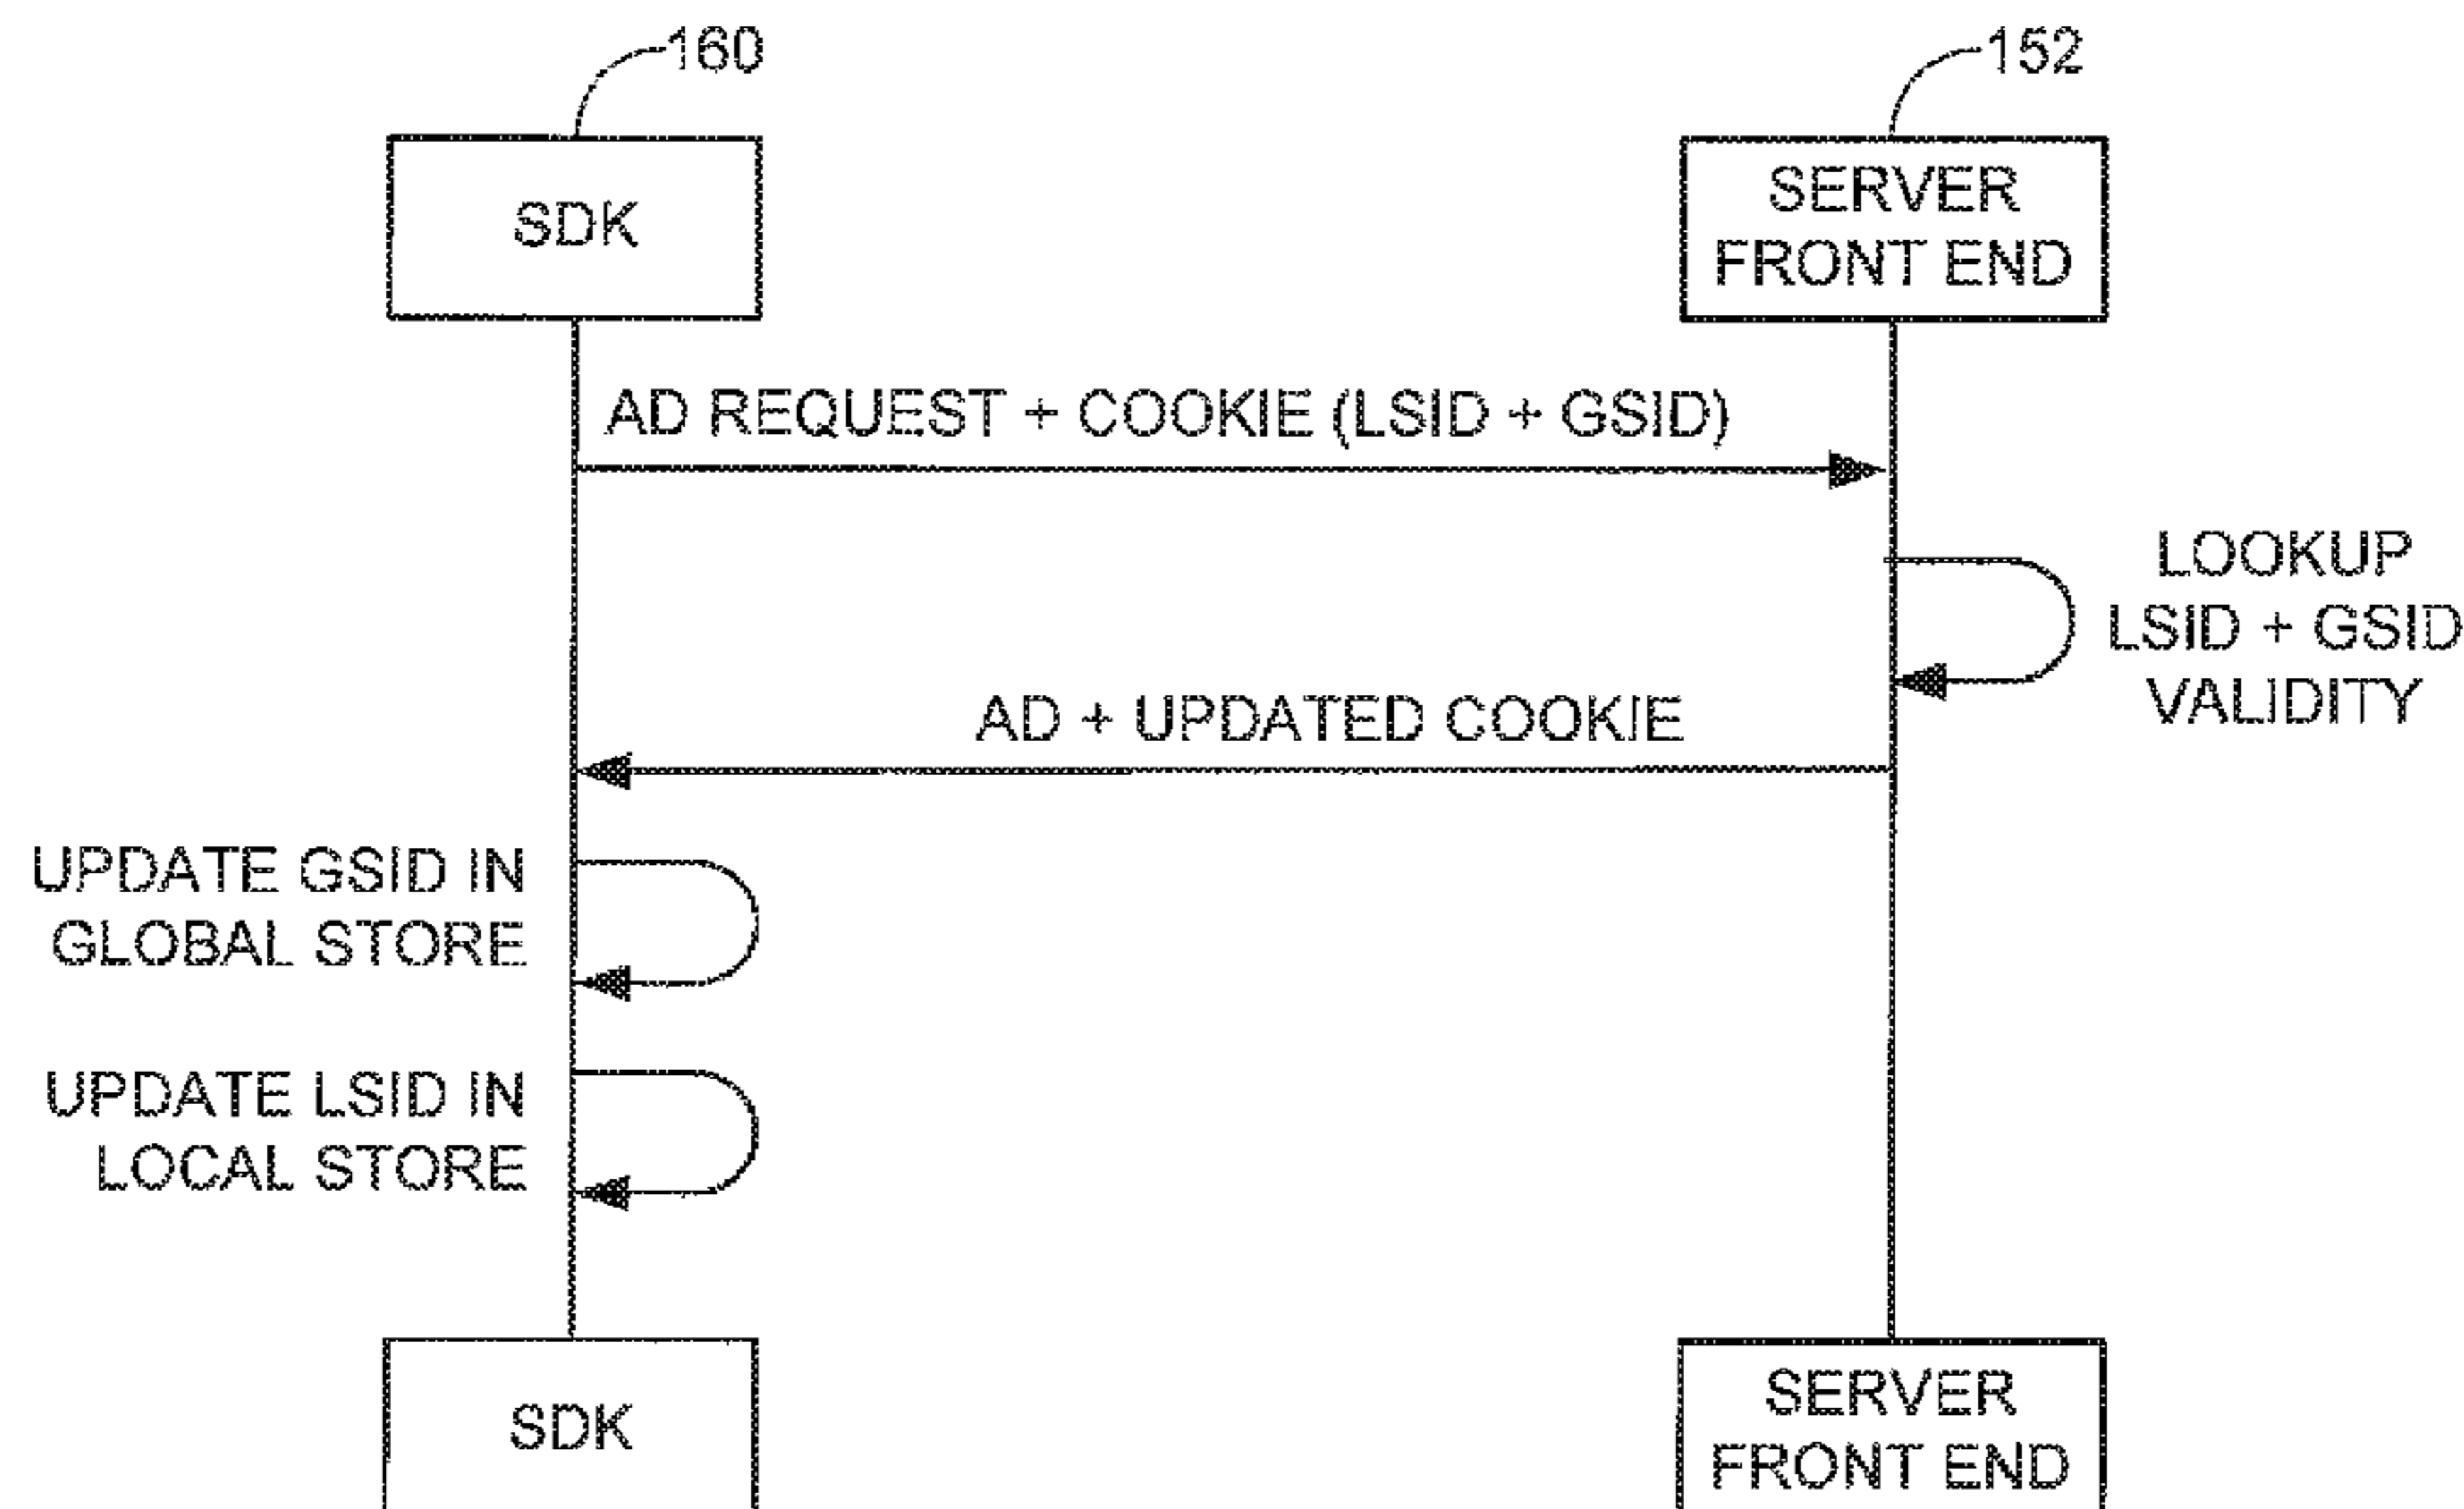 160
152
SDK
SERVER
FRONT END
AD REQUEST + COOKIE (LSID + GSID)
LOOKUP
LSID + GSID
VALIDITY
AD + UPDATED COOKIE
UPDATE GSID IN
GLOBAL STORE
UPDATE LSID IN
LOCAL STORE
SDK
SERVER
FRONT END